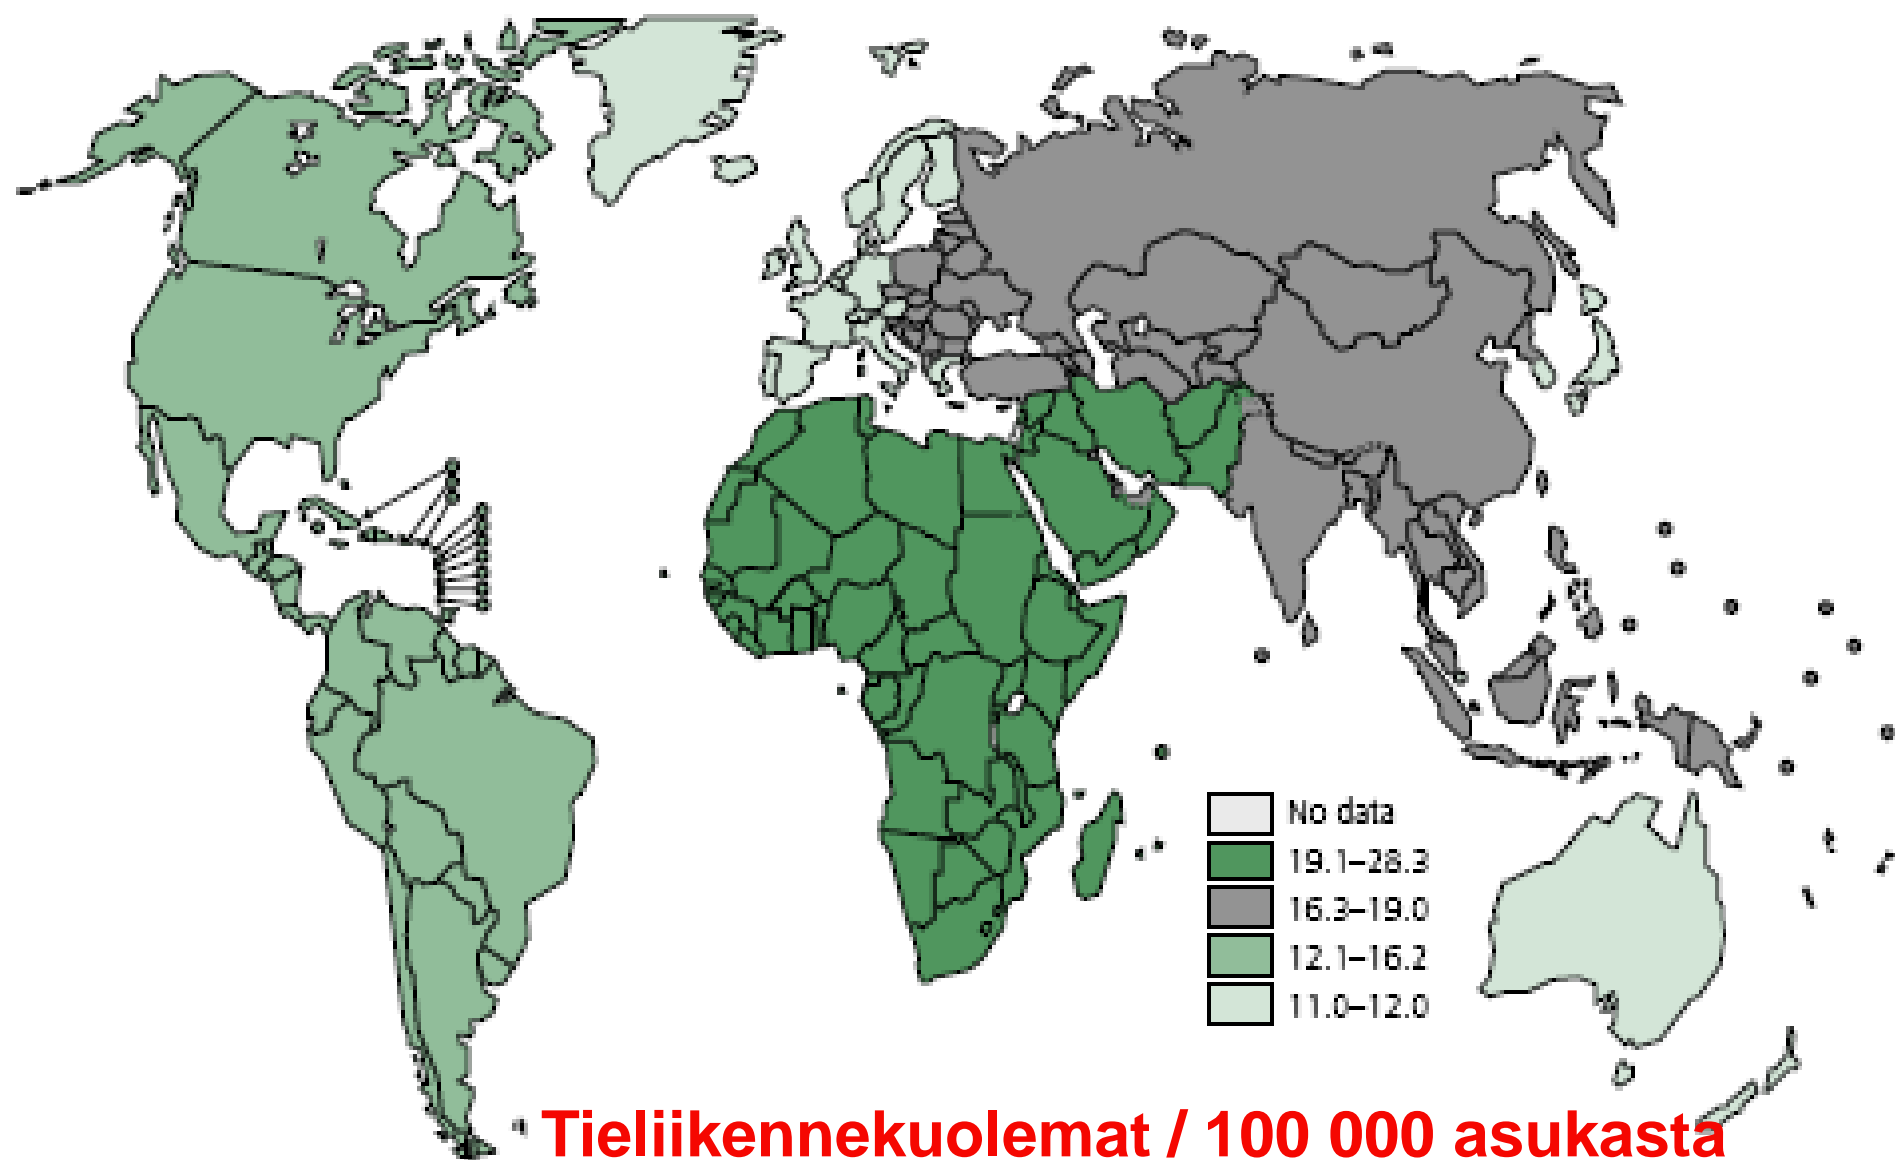 No data
19.1–28.3
16.3–19.0
12.1–16.2
11.0–12.0
Tieliikennekuolemat / 100 000 asukasta